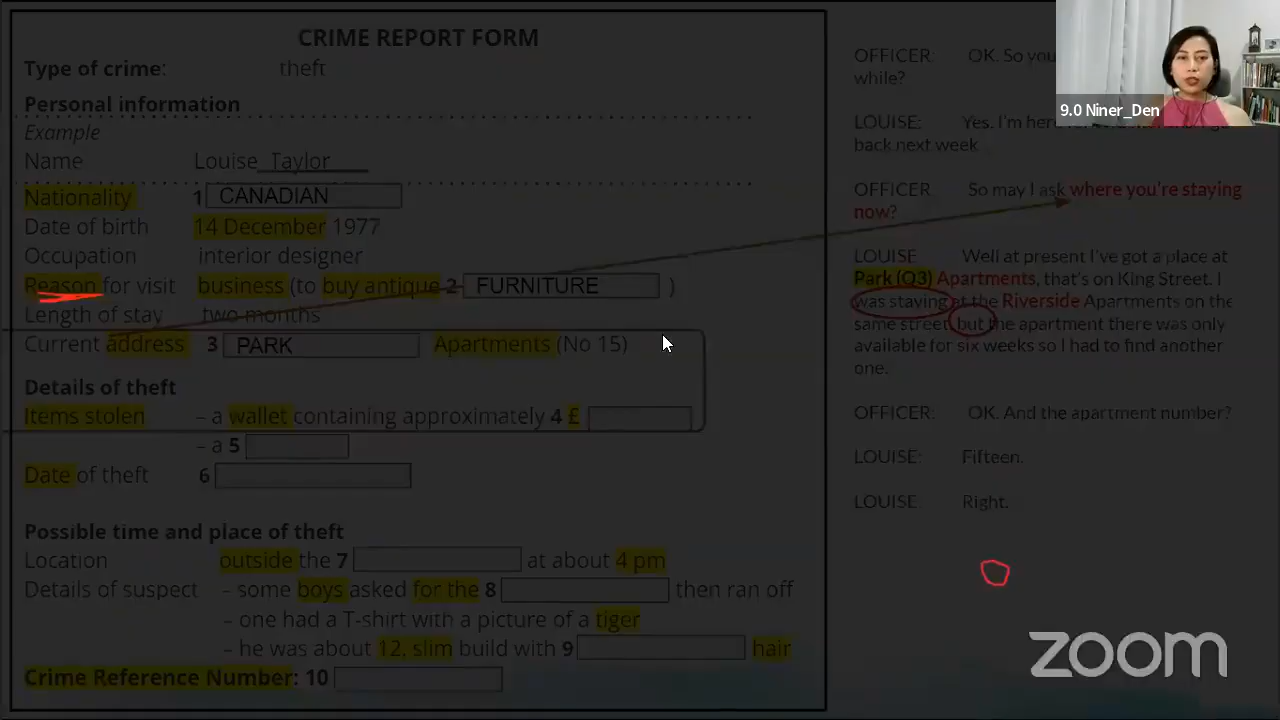 CRIME REPORT FORM
Type of crime: theft
Personal information
Example
Name Louise Taylor
Nationality 1 CANADIAN
Date of birth 14 December 1977
Occupation interior designer
Reason for visit business (to buy antique 2 FURNITURE )
Length of stay two months
Current address 3 PARK Apartments (No 15)
Details of theft
Items stolen – a wallet containing approximately 4 £
– a 5
Date of theft 6
Possible time and place of theft
Location outside the 7 at about 4 pm
Details of suspect – some boys asked for the 8 then ran off
– one had a T-shirt with a picture of a tiger
– he was about 12, slim build with 9 hair
Crime Reference Number: 10
OFFICER: OK. So you
while?
LOUISE: Yes. I'm here
back next week
OFFICER So may I ask where you're staying
now?
LOUISE Well at present I've got a place at
Park (Q3) Apartments, that's on King Street. I
was staying at the Riverside Apartments on the
same street but the apartment there was only
available for six weeks so I had to find another
one.
OFFICER: OK. And the apartment number?
LOUISE: Fifteen.
LOUISE: Right.
9.0 Niner_Den
zoom